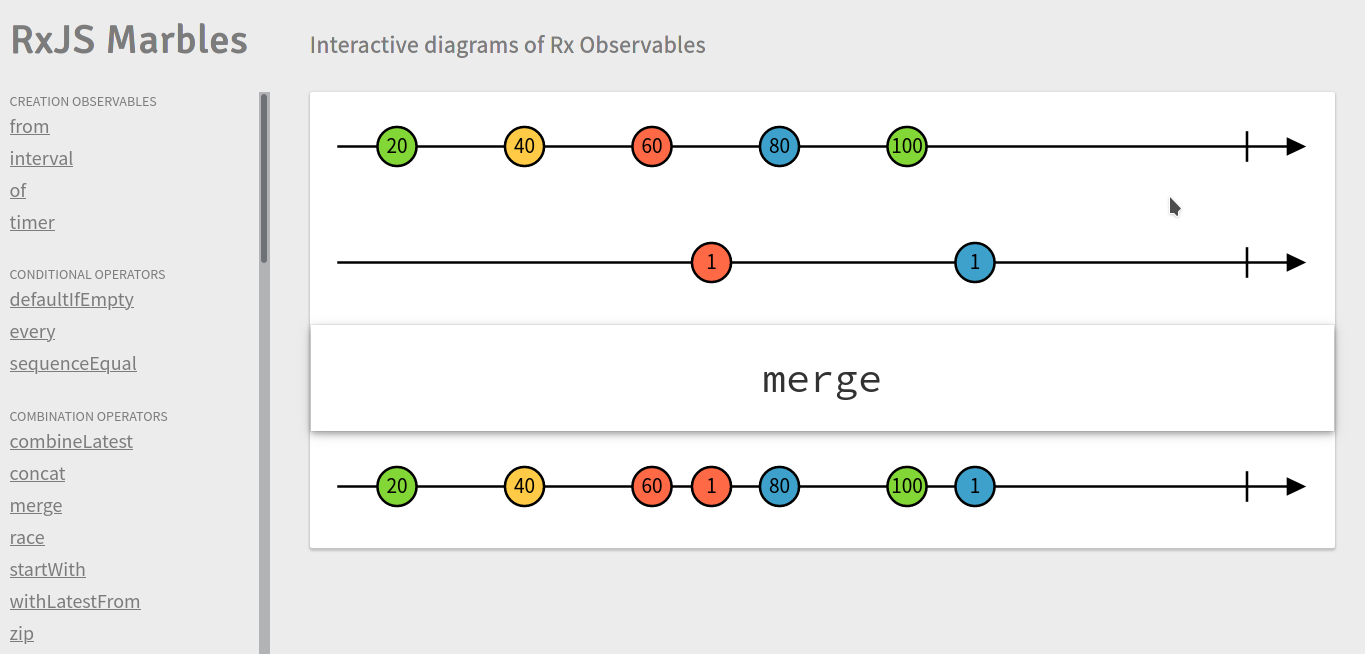 RxJS Marbles
Interactive diagrams of Rx Observables
CREATION OBSERVABLES
from
interval
of
timer
CONDITIONAL OPERATORS
defaultIfEmpty
every
sequenceEqual
COMBINATION OPERATORS
combineLatest
concat
merge
race
startWith
withLatestFrom
zip
20 40 60 80 100
1 1
merge
20 40 60 1 80 100 1